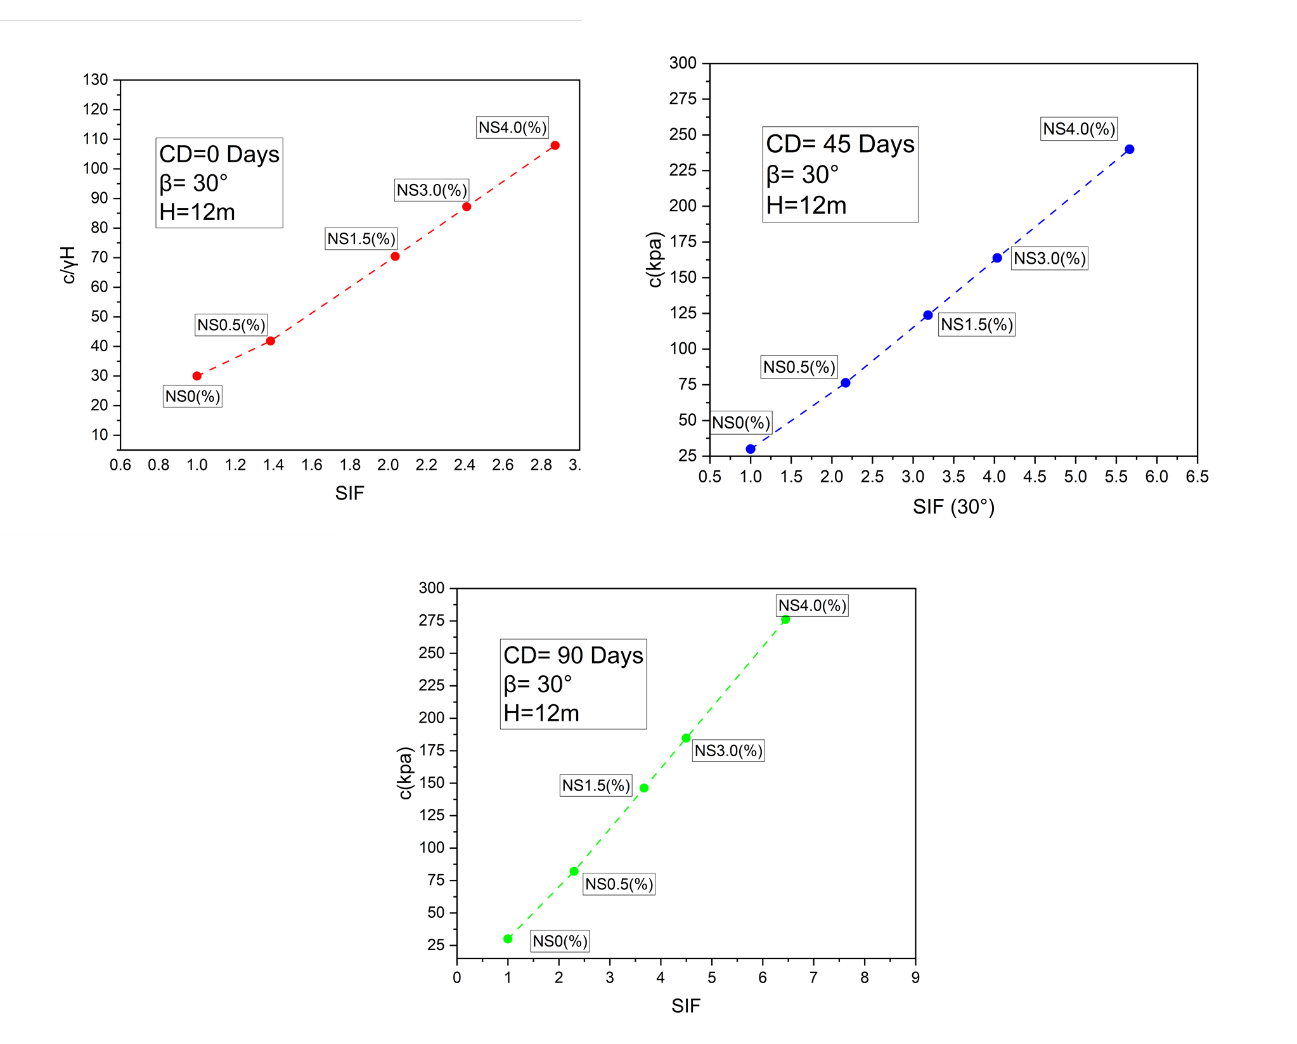 130
120
110
100
90
80
70
60
50
40
30
20
10
c/γH
CD=0 Days
β= 30°
H=12m
NS4.0(%)
NS3.0(%)
NS1.5(%)
NS0.5(%)
NS0(%)
0.6 0.8 1.0 1.2 1.4 1.6 1.8 2.0 2.2 2.4 2.6 2.8 3.
SIF
300
275
250
225
200
175
150
125
100
75
50
25
c(kpa)
CD= 45 Days
β= 30°
H=12m
NS4.0(%)
NS3.0(%)
NS1.5(%)
NS0.5(%)
NS0(%)
0.5 1.0 1.5 2.0 2.5 3.0 3.5 4.0 4.5 5.0 5.5 6.0 6.5
SIF (30°)
300
275
250
225
200
175
150
125
100
75
50
25
c(kpa)
CD= 90 Days
β= 30°
H=12m
NS4.0(%)
NS3.0(%)
NS1.5(%)
NS0.5(%)
NS0(%)
0 1 2 3 4 5 6 7 8 9
SIF